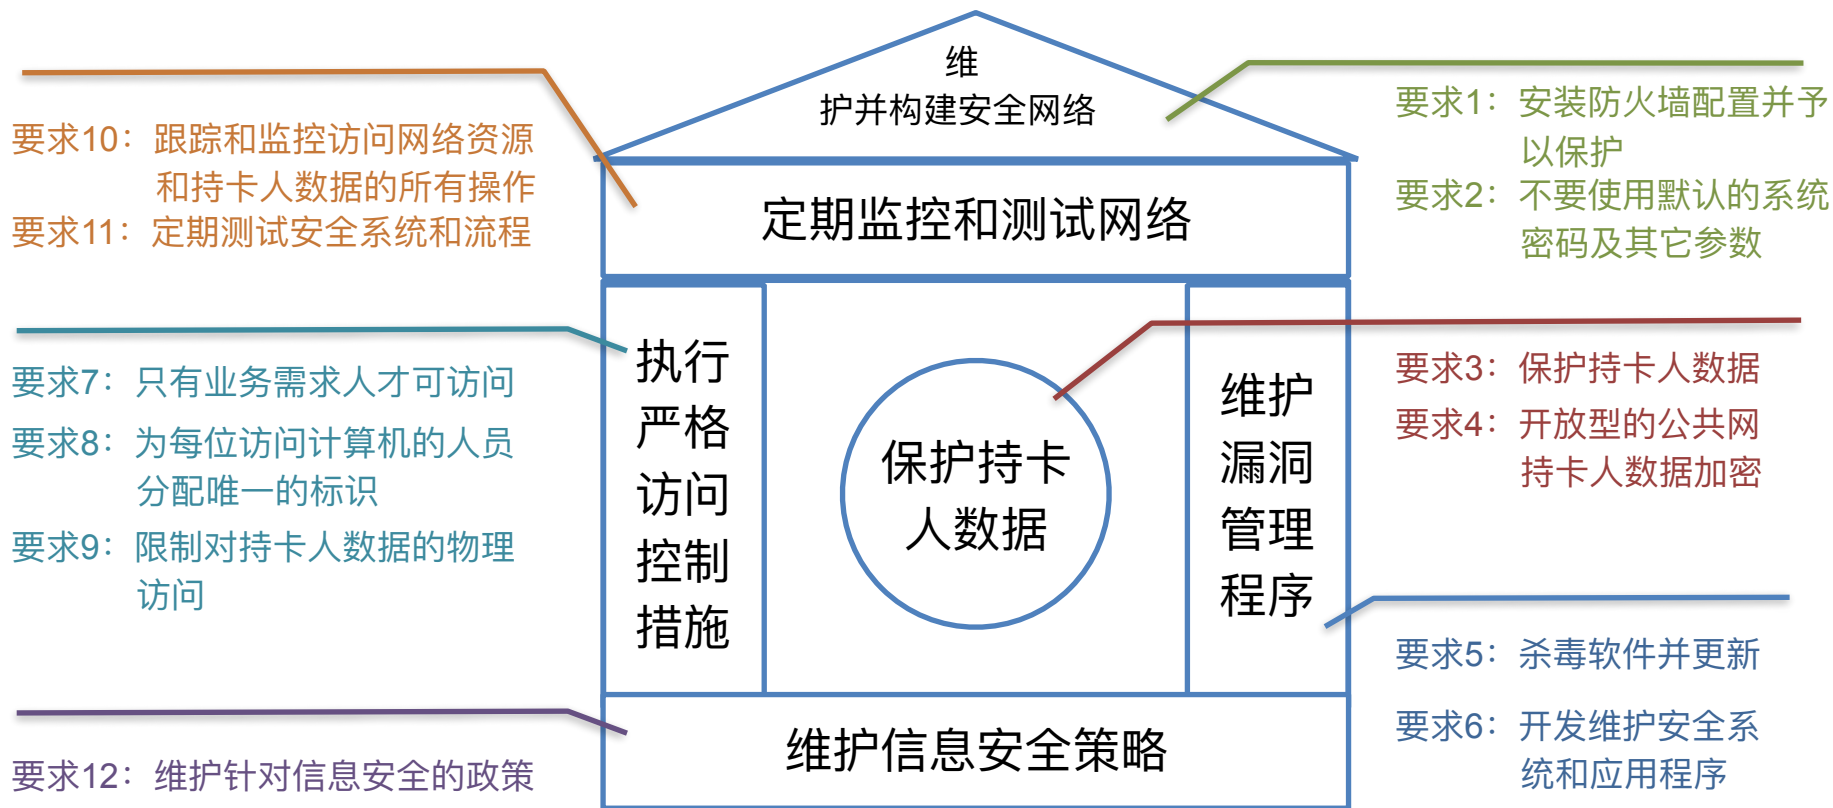 维
护并构建安全网络
定期监控和测试网络
执行
严格
访问
控制
措施
保护持卡
人数据
维护
漏洞
管理
程序
维护信息安全策略
要求10：跟踪和监控访问网络资源
和持卡人数据的所有操作
要求11：定期测试安全系统和流程
要求7：只有业务需求人才可访问
要求8：为每位访问计算机的人员
分配唯一的标识
要求9：限制对持卡人数据的物理
访问
要求12：维护针对信息安全的政策
要求1：安装防火墙配置并予
以保护
要求2：不要使用默认的系统
密码及其它参数
要求3：保护持卡人数据
要求4：开放型的公共网
持卡人数据加密
要求5：杀毒软件并更新
要求6：开发维护安全系
统和应用程序